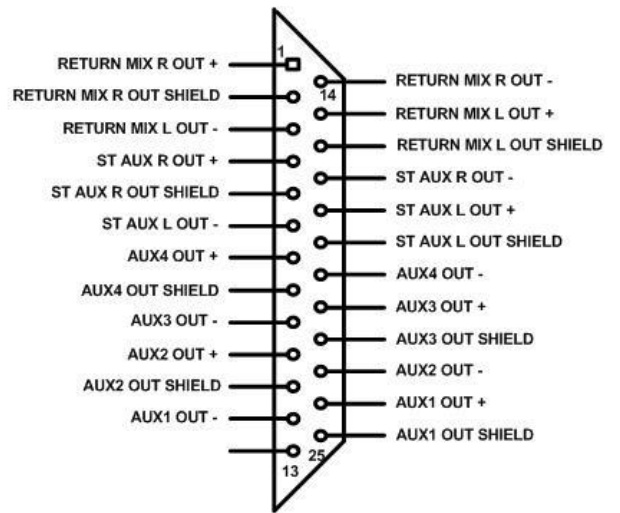 1
RETURN MIX R OUT +
RETURN MIX R OUT SHIELD
RETURN MIX L OUT -
ST AUX R OUT +
ST AUX R OUT SHIELD
ST AUX L OUT -
AUX4 OUT +
AUX4 OUT SHIELD
AUX3 OUT -
AUX2 OUT +
AUX2 OUT SHIELD
AUX1 OUT -
13
14
RETURN MIX R OUT -
RETURN MIX L OUT +
RETURN MIX L OUT SHIELD
ST AUX R OUT -
ST AUX L OUT +
ST AUX L OUT SHIELD
AUX4 OUT -
AUX3 OUT +
AUX3 OUT SHIELD
AUX2 OUT -
AUX1 OUT +
AUX1 OUT SHIELD
25